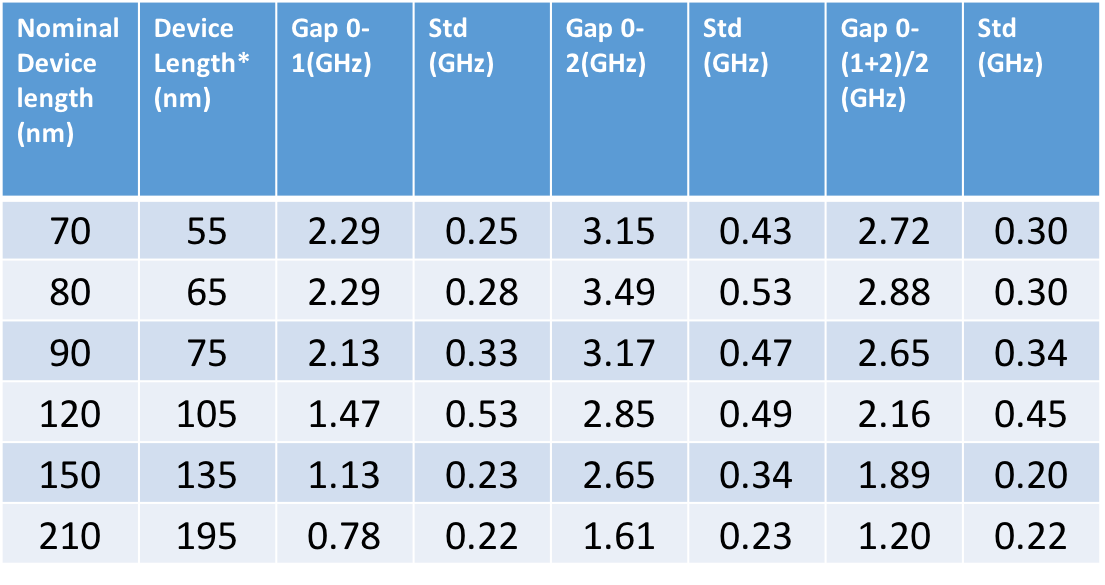 Nominal Device length (nm) Device Length* (nm) Gap 0-1(GHz) Std (GHz) Gap 0-2(GHz) Std (GHz) Gap 0-(1+2)/2 (GHz) Std (GHz)
70 55 2.29 0.25 3.15 0.43 2.72 0.30
80 65 2.29 0.28 3.49 0.53 2.88 0.30
90 75 2.13 0.33 3.17 0.47 2.65 0.34
120 105 1.47 0.53 2.85 0.49 2.16 0.45
150 135 1.13 0.23 2.65 0.34 1.89 0.20
210 195 0.78 0.22 1.61 0.23 1.20 0.22